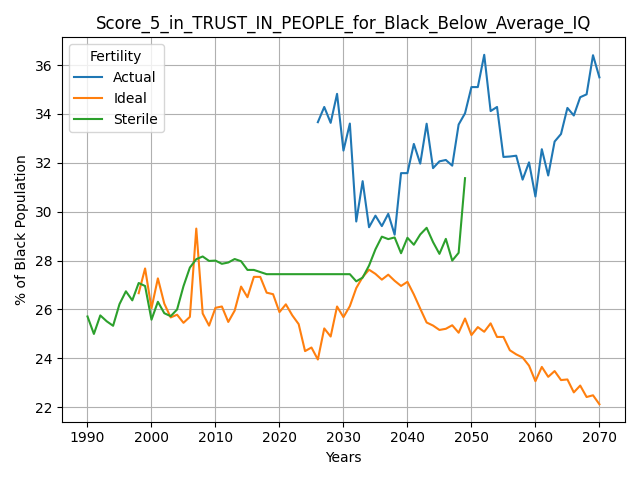 Score_5_in_TRUST_IN_PEOPLE_for_Black_Below_Average_IQ
Fertility
Actual
Ideal
Sterile
% of Black Population
36
34
32
30
28
26
24
22
1990
2000
2010
2020
2030
2040
2050
2060
2070
Years